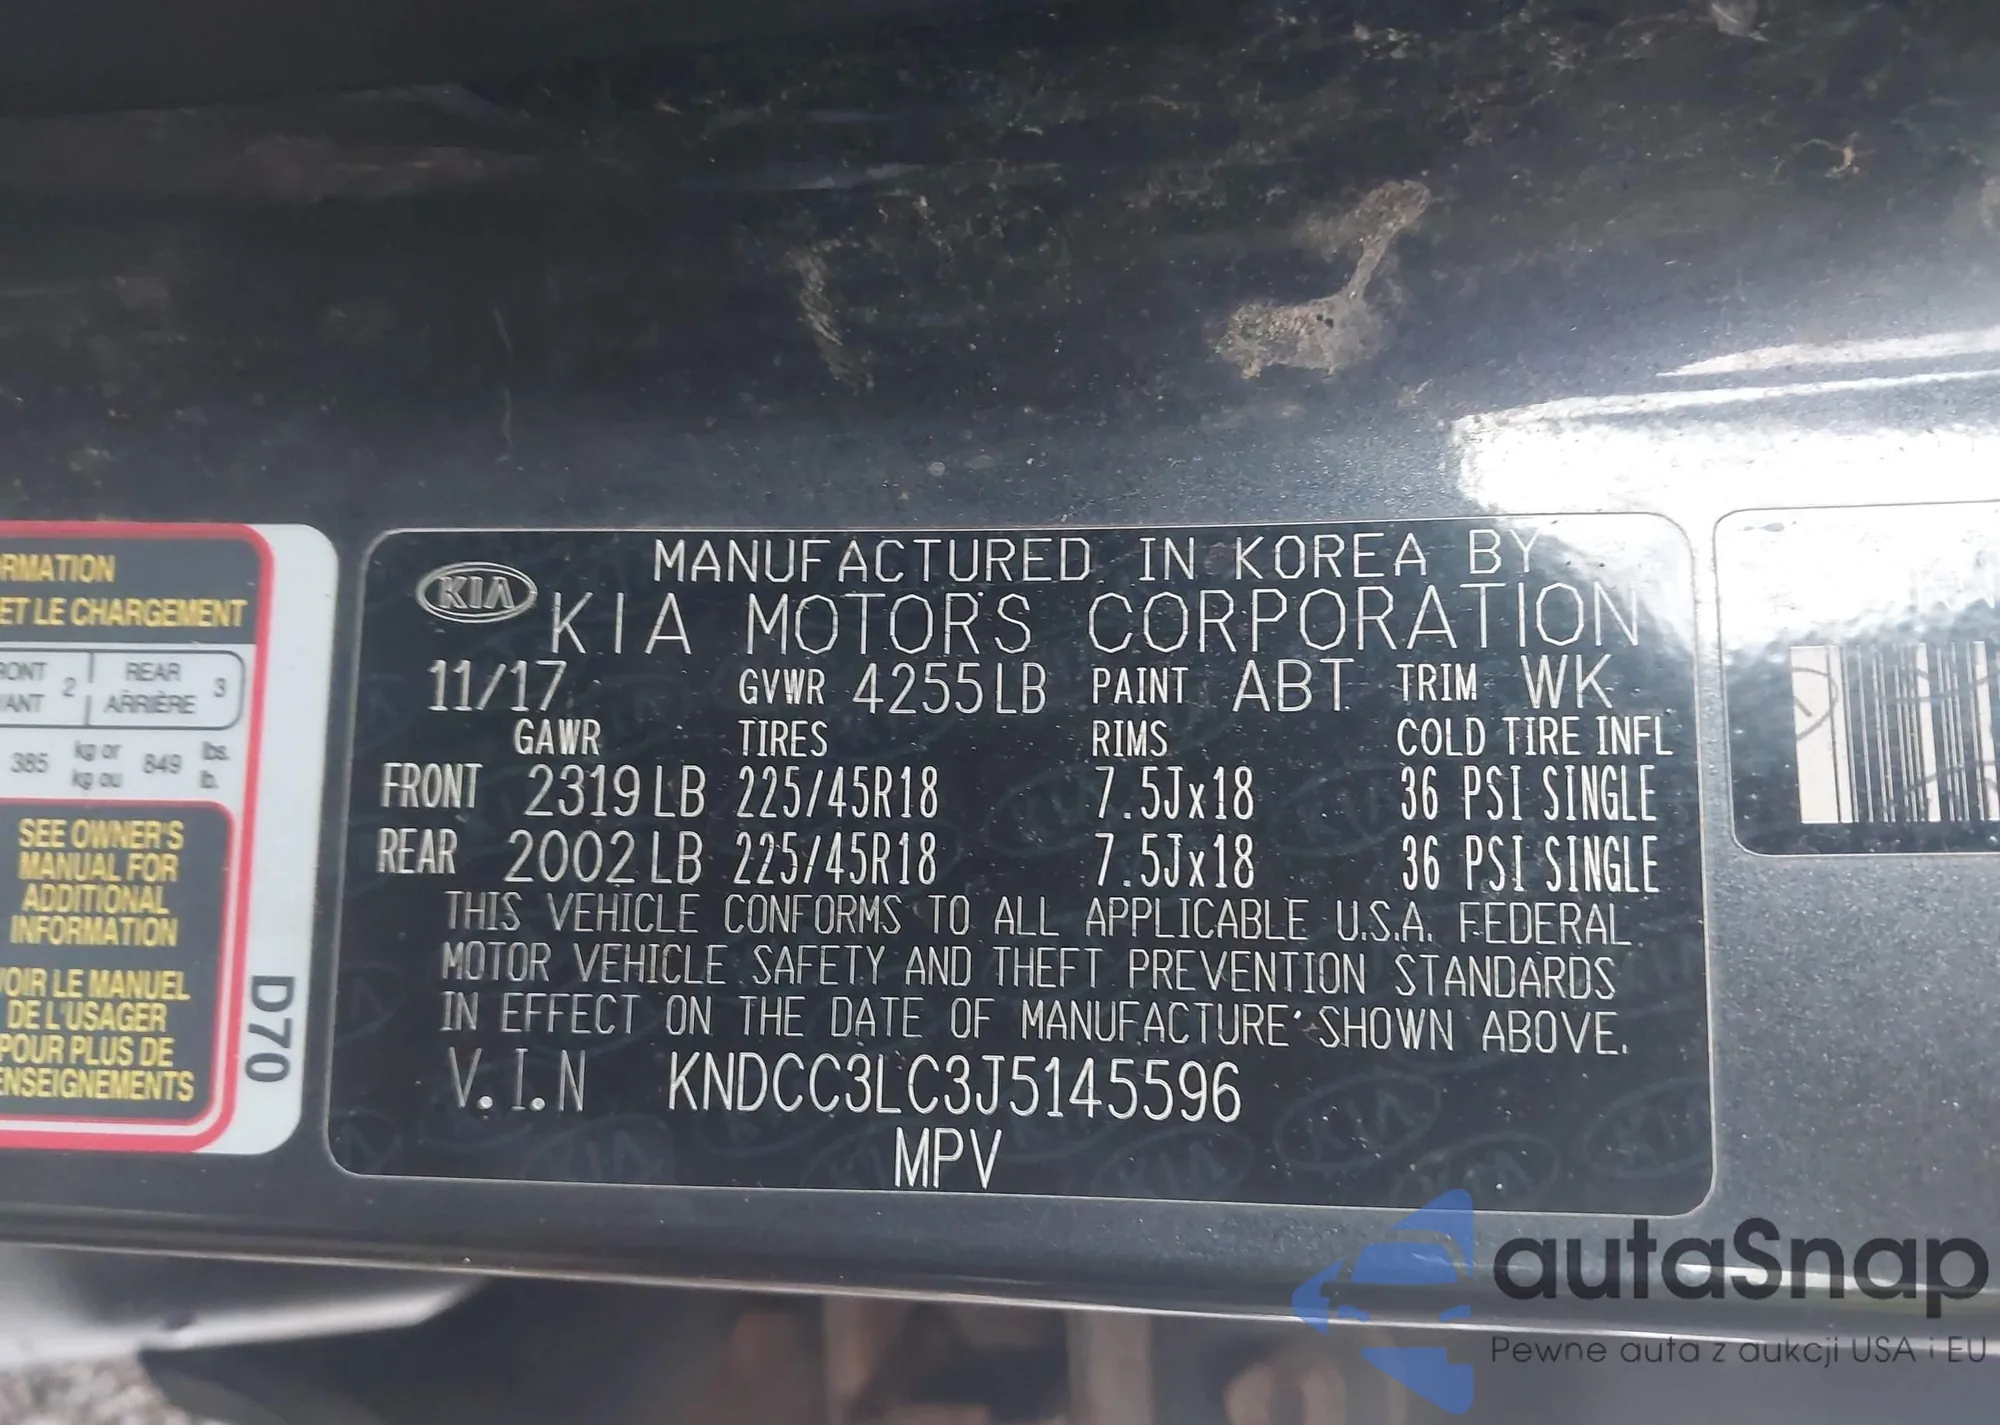 RMATION
ET LE CHARGEMENT
RONT 2 REAR 3
VANT ARRIÈRE
385 kg or 849 lbs.
kg ou lb.
SEE OWNER'S
MANUAL FOR
ADDITIONAL
INFORMATION
VOIR LE MANUEL
DE L'USAGER
POUR PLUS DE
ENSEIGNEMENTS
D70
MANUFACTURED IN KOREA BY
KIA KIA MOTORS CORPORATION
11/17 GVWR 4255LB PAINT ABT TRIM WK
GAWR TIRES RIMS COLD TIRE INFL
FRONT 2319LB 225/45R18 7.5Jx18 36 PSI SINGLE
REAR 2002LB 225/45R18 7.5Jx18 36 PSI SINGLE
THIS VEHICLE CONFORMS TO ALL APPLICABLE U.S.A. FEDERAL
MOTOR VEHICLE SAFETY AND THEFT PREVENTION STANDARDS
IN EFFECT ON THE DATE OF MANUFACTURE SHOWN ABOVE.
V.I.N KNDCC3LC3J5145596
MPV
autaSnap
Pewne auta z aukcji USA i EU